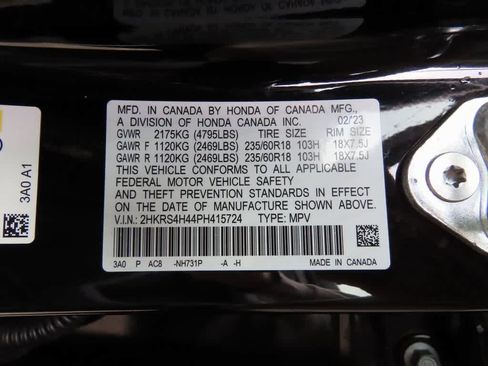 MFD. IN CANADA BY HONDA OF CANADA MFG.,
A DIVISION OF HONDA CANADA INC. 02/23
GVWR 2175KG (4795LBS) TIRE SIZE RIM SIZE
GAWR F 1120KG (2469LBS) 235/60R18 103H 18X7.5J
GAWR R 1120KG (2469LBS) 235/60R18 103H 18X7.5J
THIS VEHICLE CONFORMS TO ALL APPLICABLE
FEDERAL MOTOR VEHICLE SAFETY
AND THEFT PREVENTION STANDARDS IN EFFECT
ON THE DATE OF MANUFACTURE SHOWN ABOVE.
V.I.N.: 2HKRS4H44PH415724 TYPE: MPV
3A0 P AC8 -NH731P -A -H MADE IN CANADA
3A0 A1